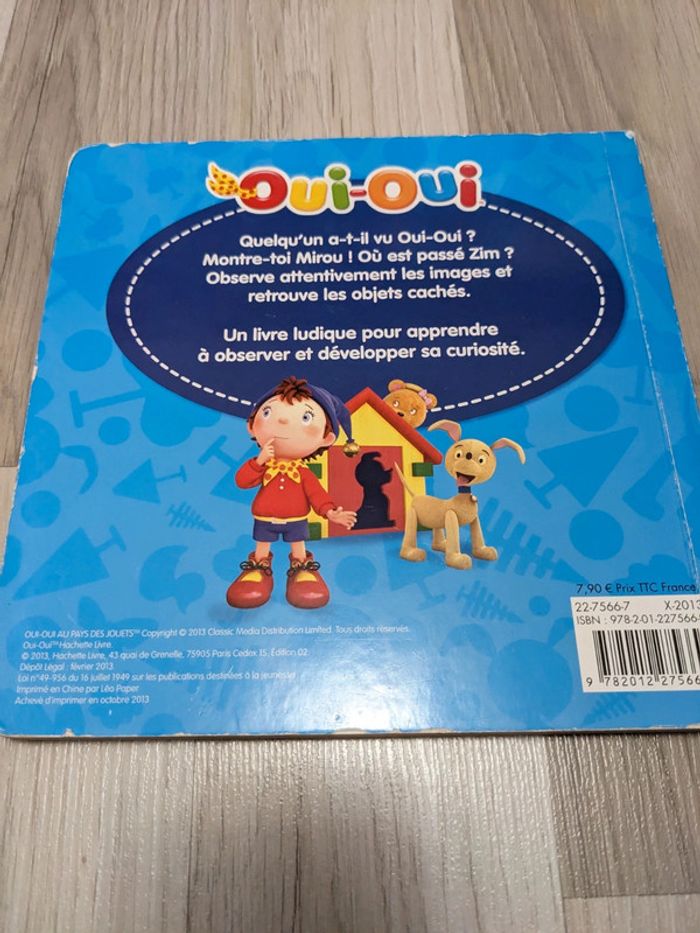 Oui-Oui
Quelqu'un a-t-il vu Oui-Oui ?
Montre-toi Mirou ! Où est passé Zim ?
Observe attentivement les images et
retrouve les objets cachés.
Un livre ludique pour apprendre
à observer et développer sa curiosité.
7,90 € Prix TTC France
22-7566-7 X-2013
ISBN : 978-2-01-227566-
9 782012 27566
OUI-OUI AU PAYS DES JOUETS™ Copyright © 2013 Classic Media Distribution Limited. Tous droits réservés.
Oui-Oui™ Hachette Livre.
© 2013, Hachette Livre, 43 quai de Grenelle, 75905 Paris Cedex 15. Édition 02
Dépôt Légal : février 2013
Loi n°49-956 du 16 juillet 1949 sur les publications destinées à la jeunesse
Imprimé en Chine par Léo Paper
Achevé d'imprimer en octobre 2013